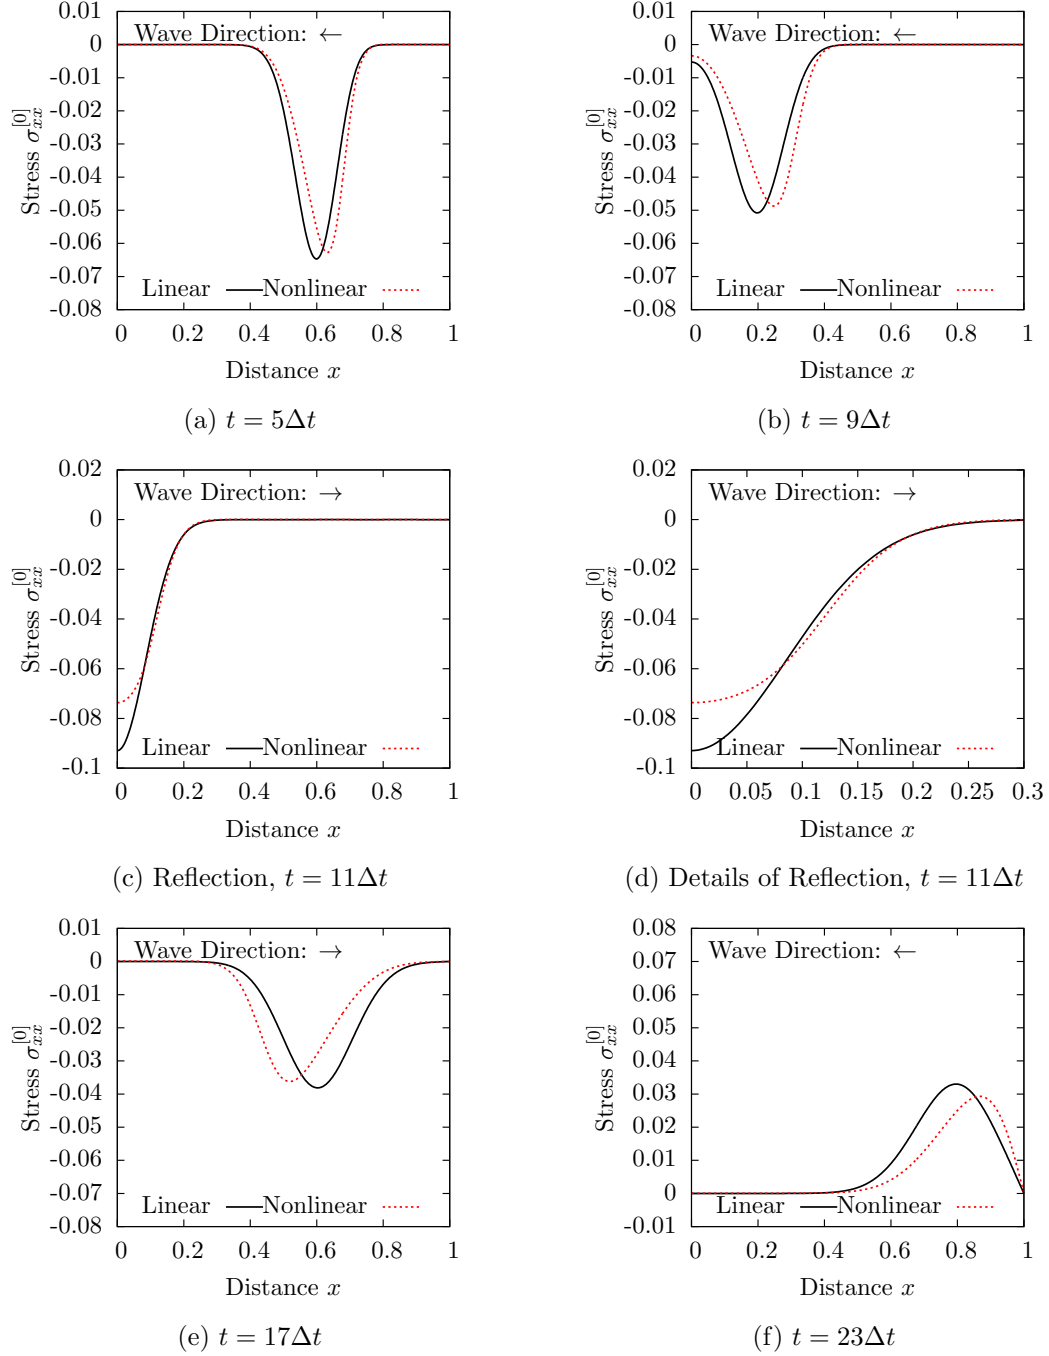 0.01
0
-0.01
-0.02
-0.03
-0.04
-0.05
-0.06
-0.07
-0.08
Stress σ[0]xx
Wave Direction: ←
Linear
Nonlinear
0 0.2 0.4 0.6 0.8 1
Distance x
(a) t = 5Δt
0.01
0
-0.01
-0.02
-0.03
-0.04
-0.05
-0.06
-0.07
-0.08
Stress σ[0]xx
Wave Direction: ←
Linear
Nonlinear
0 0.2 0.4 0.6 0.8 1
Distance x
(b) t = 9Δt
0.02
0
-0.02
-0.04
-0.06
-0.08
-0.1
Stress σ[0]xx
Wave Direction: →
Linear
Nonlinear
0 0.2 0.4 0.6 0.8 1
Distance x
(c) Reflection, t = 11Δt
0.02
0
-0.02
-0.04
-0.06
-0.08
-0.1
Stress σ[0]xx
Wave Direction: →
Linear
Nonlinear
0 0.05 0.1 0.15 0.2 0.25 0.3
Distance x
(d) Details of Reflection, t = 11Δt
0.01
0
-0.01
-0.02
-0.03
-0.04
-0.05
-0.06
-0.07
-0.08
Stress σ[0]xx
Wave Direction: →
Linear
Nonlinear
0 0.2 0.4 0.6 0.8 1
Distance x
(e) t = 17Δt
0.08
0.07
0.06
0.05
0.04
0.03
0.02
0.01
0
-0.01
Stress σ[0]xx
Wave Direction: ←
Linear
Nonlinear
0 0.2 0.4 0.6 0.8 1
Distance x
(f) t = 23Δt